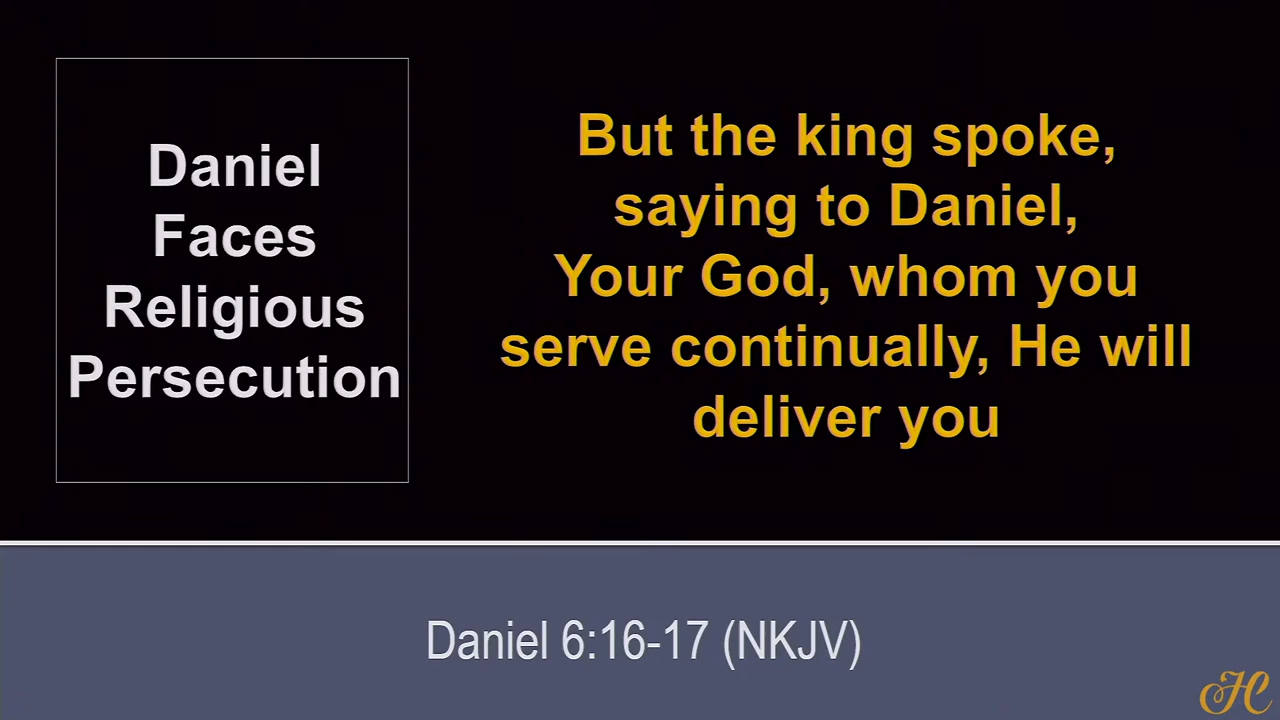 Daniel
Faces
Religious
Persecution
But the king spoke,
saying to Daniel,
Your God, whom you
serve continually, He will
deliver you
Daniel 6:16-17 (NKJV)
HC